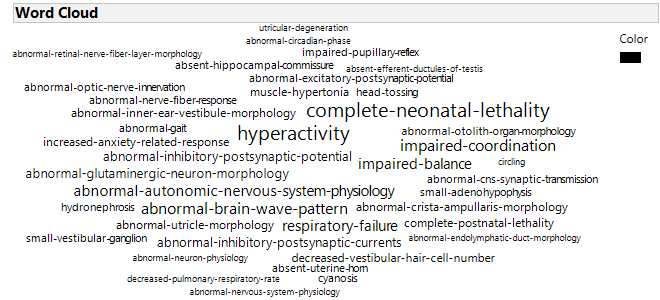 Word Cloud
utricular-degeneration
Color
abnormal-circadian-phase
abnormal-retinal-nerve-fiber-layer-morphology
impaired-pupillary-reflex
absent-hippocampal-commissure
absent-efferent-ductules-of-testis
abnormal-excitatory-postsynaptic-potential
abnormal-optic-nerve-innervation
muscle-hypertonia
head-tossing
abnormal-nerve-fiber-response
complete-neonatal-lethality
abnormal-inner-ear-vestibule-morphology
abnormal-gait
hyperactivity
abnormal-otolith-organ-morphology
increased-anxiety-related-response
impaired-coordination
abnormal-inhibitory-postsynaptic-potential
impaired-balance
circling
abnormal-glutaminergic-neuron-morphology
abnormal-cns-synaptic-transmission
abnormal-autonomic-nervous-system-physiology
small-adenohypophysis
hydronephrosis
abnormal-brain-wave-pattern
abnormal-crista-ampullaris-morphology
abnormal-utricle-morphology
respiratory-failure
complete-postnatal-lethality
small-vestibular-ganglion
abnormal-inhibitory-postsynaptic-currents
abnormal-endolymphatic-duct-morphology
abnormal-neuron-physiology
decreased-vestibular-hair-cell-number
absent-uterine-horn
decreased-pulmonary-respiratory-rate
cyanosis
abnormal-nervous-system-physiology